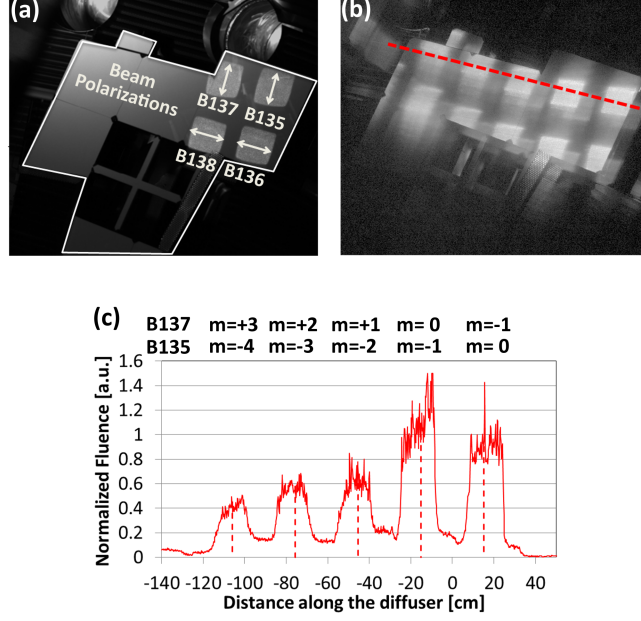 (a)
Beam
Polarizations
B137
B135
B138
B136
(b)
(c)
B137 m=+3 m=+2 m=+1 m= 0 m=-1
B135 m=-4 m=-3 m=-2 m=-1 m= 0
Normalized Fluence [a.u.]
1.6
1.4
1.2
1
0.8
0.6
0.4
0.2
0
-140 -120 -100 -80 -60 -40 -20 0 20 40
Distance along the diffuser [cm]